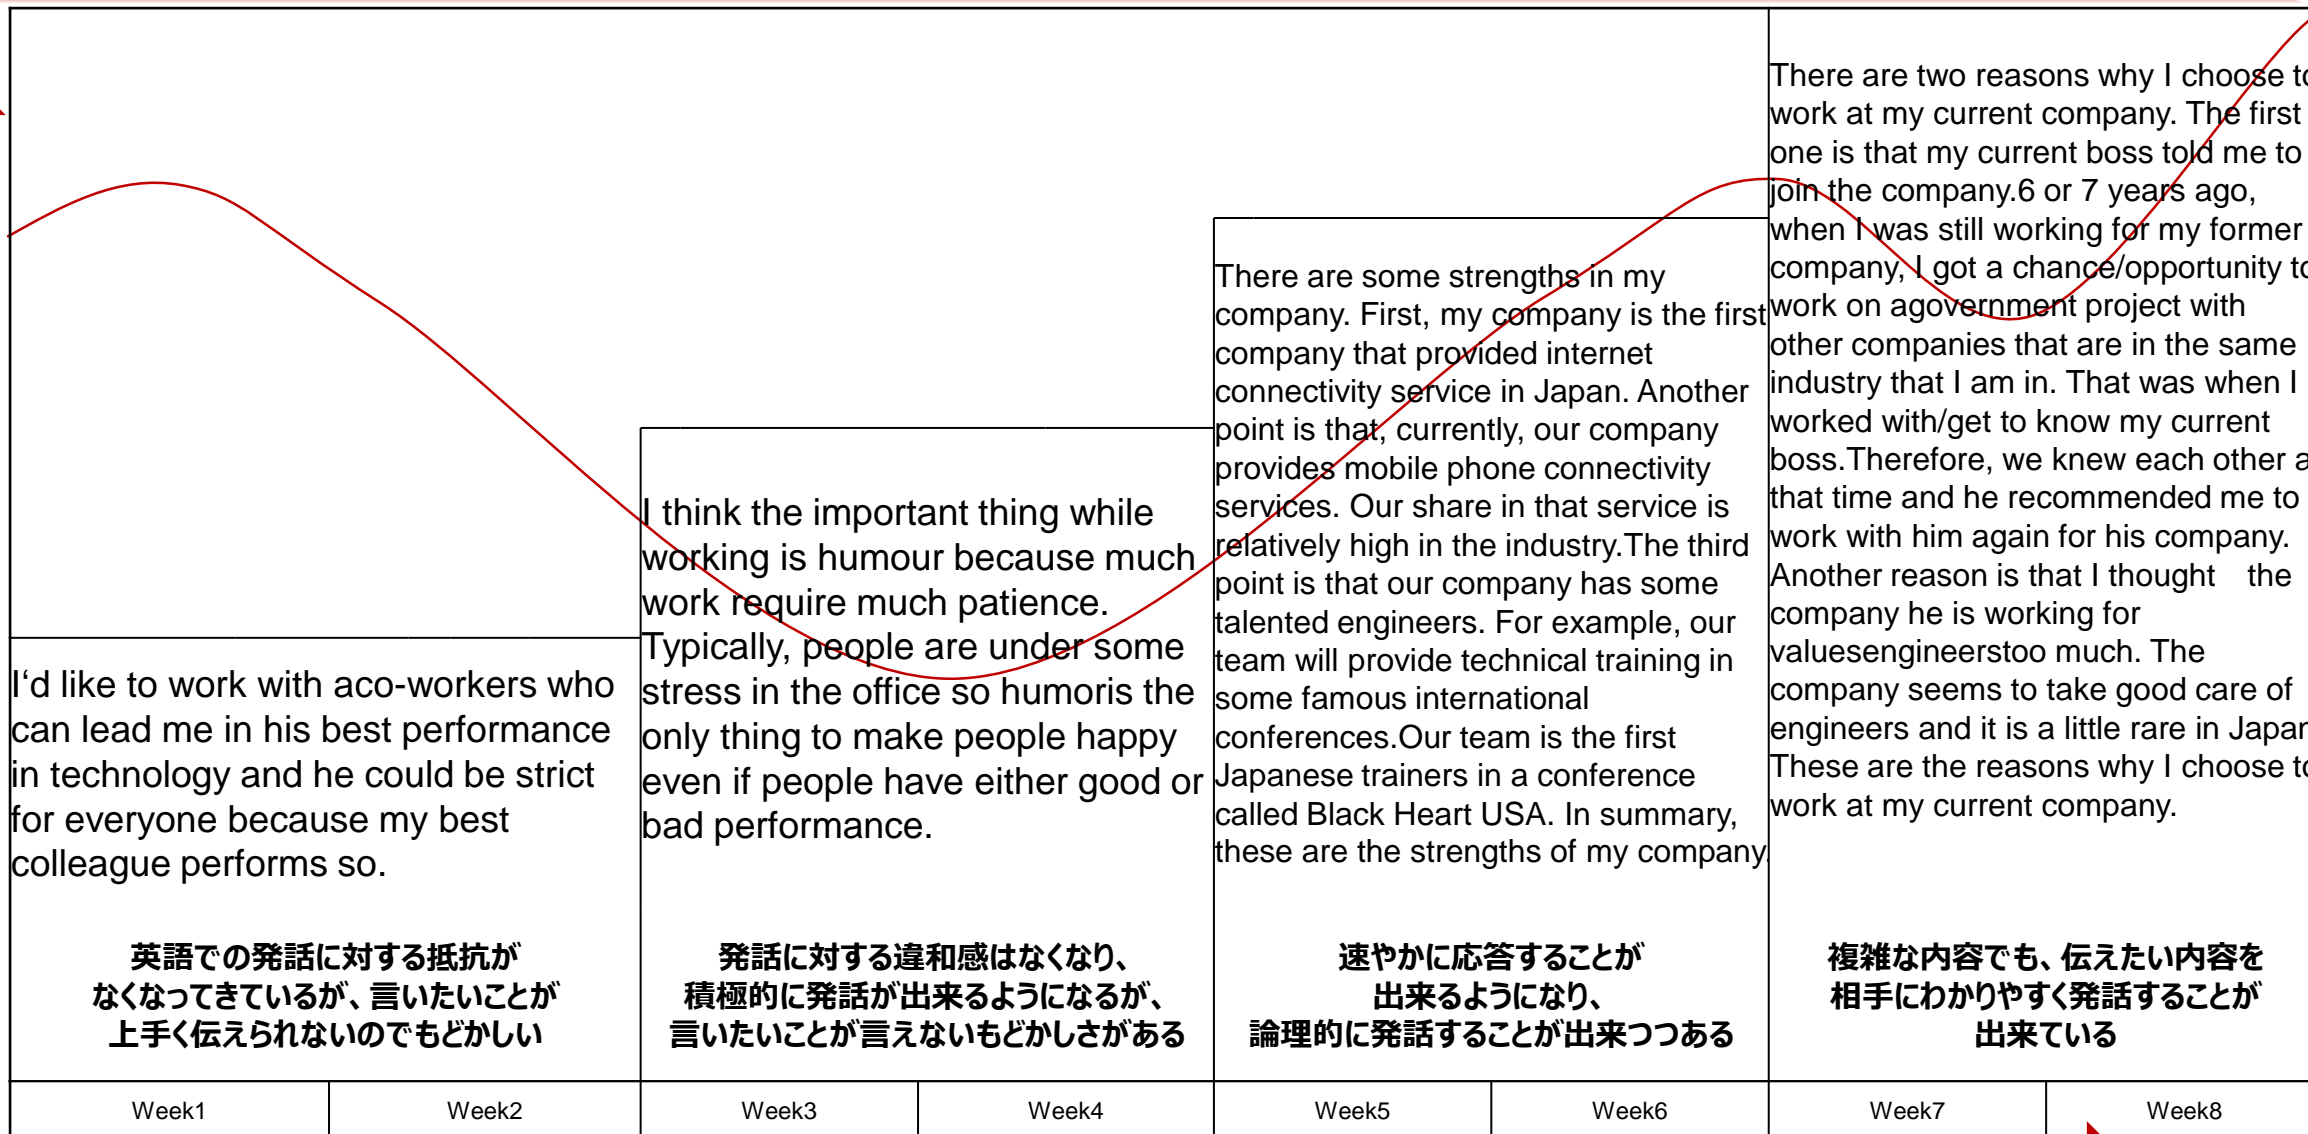 I‘d like to work with aco-workers who
can lead me in his best performance
in technology and he could be strict
for everyone because my best
colleague performs so.
英語での発話に対する抵抗が
なくなってきているが、言いたいことが
上手く伝えられないのでもどかしい
I think the important thing while
working is humour because much
work require much patience.
Typically, people are under some
stress in the office so humoris the
only thing to make people happy
even if people have either good or
bad performance.
発話に対する違和感はなくなり、
積極的に発話が出来るようになるが、
言いたいことが言えないもどかしさがある
There are some strengths in my
company. First, my company is the first
company that provided internet
connectivity service in Japan. Another
point is that, currently, our company
provides mobile phone connectivity
services. Our share in that service is
relatively high in the industry.The third
point is that our company has some
talented engineers. For example, our
team will provide technical training in
some famous international
conferences.Our team is the first
Japanese trainers in a conference
called Black Heart USA. In summary,
these are the strengths of my company.
速やかに応答することが
出来るようになり、
論理的に発話することが出来つつある
There are two reasons why I choose to
work at my current company. The first
one is that my current boss told me to
join the company.6 or 7 years ago,
when I was still working for my former
company, I got a chance/opportunity to
work on agovernment project with
other companies that are in the same
industry that I am in. That was when I
worked with/get to know my current
boss.Therefore, we knew each other a
that time and he recommended me to
work with him again for his company.
Another reason is that I thought　the
company he is working for
valuesengineerstoo much. The
company seems to take good care of
engineers and it is a little rare in Japan
These are the reasons why I choose to
work at my current company.
複雑な内容でも、伝えたい内容を
相手にわかりやすく発話することが
出来ている
Week1 Week2 Week3 Week4 Week5 Week6 Week7 Week8